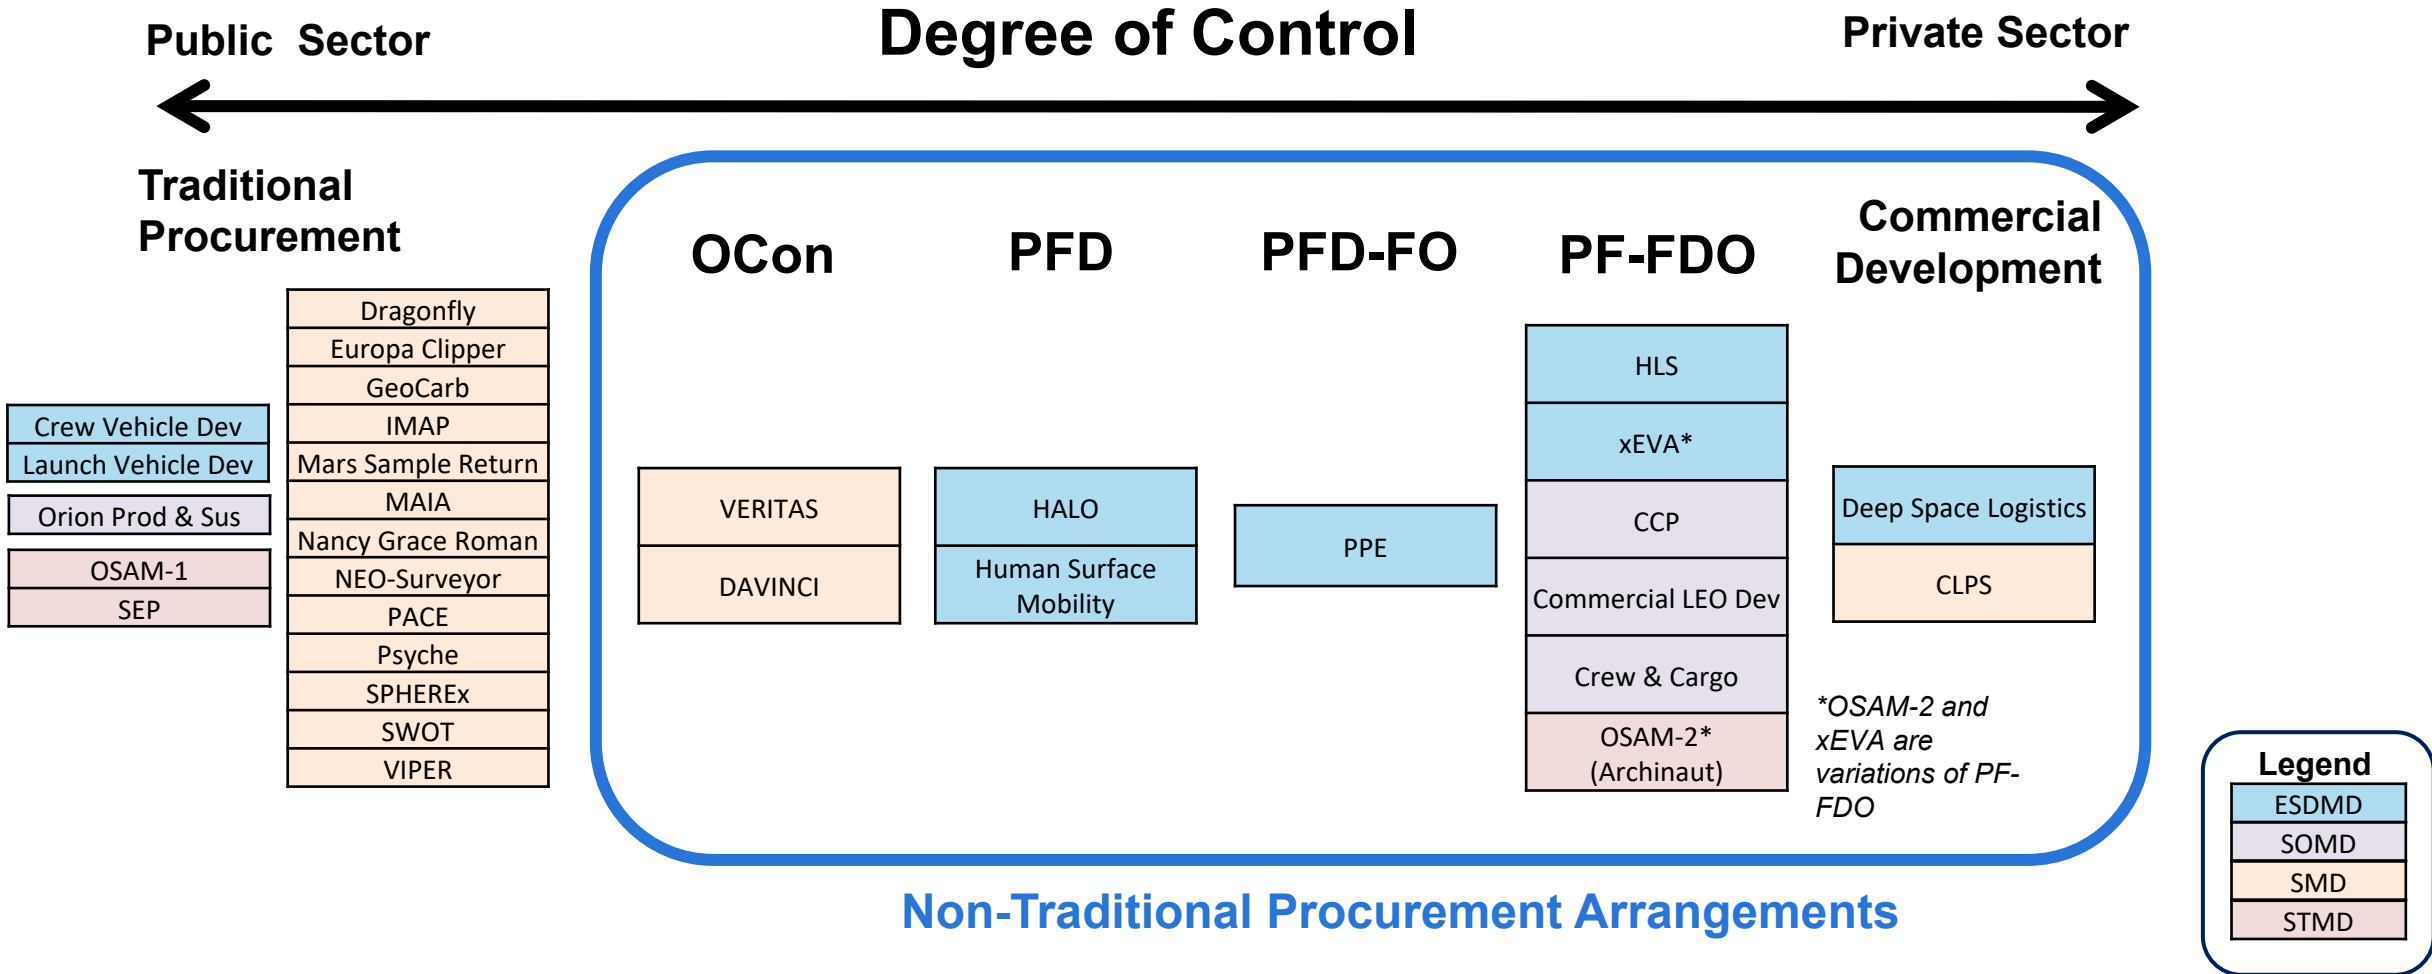 Public Sector
Degree of Control
Private Sector
Traditional
Procurement
OCon
PFD
PFD-FO
PF-FDO
Commercial
Development
Crew Vehicle Dev
Launch Vehicle Dev
Orion Prod & Sus
OSAM-1
SEP
Dragonfly
Europa Clipper
GeoCarb
IMAP
Mars Sample Return
MAIA
Nancy Grace Roman
NEO-Surveyor
PACE
Psyche
SPHEREx
SWOT
VIPER
VERITAS
DAVINCI
HALO
Human Surface
Mobility
PPE
HLS
xEVA*
CCP
Commercial LEO Dev
Crew & Cargo
OSAM-2*
(Archinaut)
Deep Space Logistics
CLPS
*OSAM-2 and
xEVA are
variations of PF-
FDO
Non-Traditional Procurement Arrangements
Legend
ESDMD
SOMD
SMD
STMD